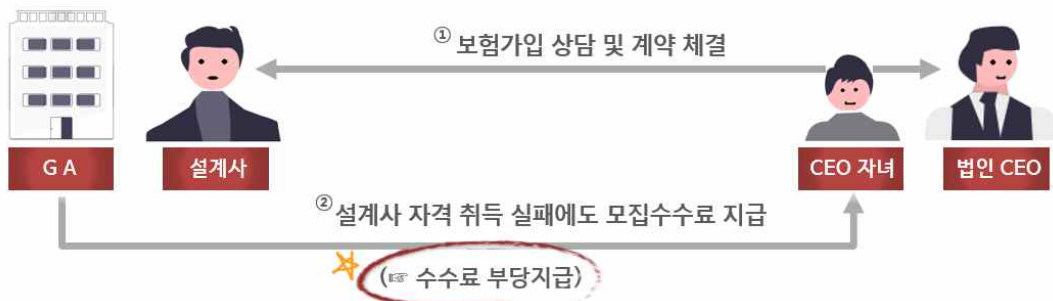 ① 보험가입 상담 및 계약 체결
G A
설계사
CEO 자녀
법인 CEO
② 설계사 자격 취득 실패에도 모집수수료 지급
(☞ 수수료 부당지급)